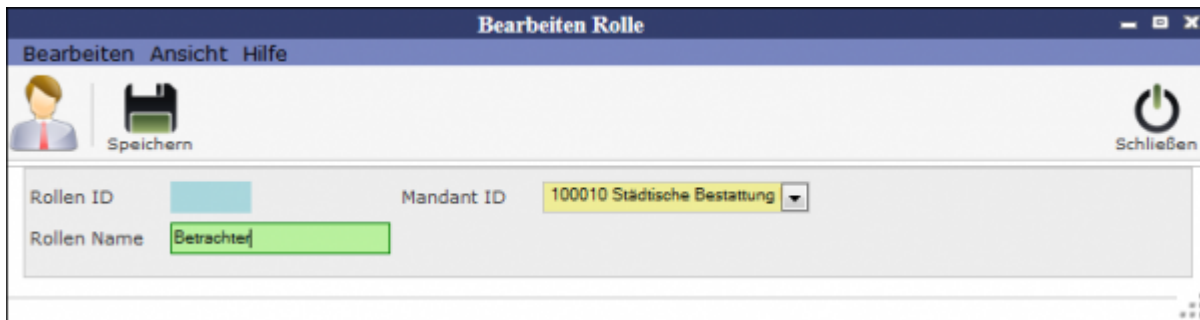 Bearbeiten Rolle
Bearbeiten Ansicht Hilfe
Speichern
Schließen
Rollen ID
Mandant ID
100010 Städtische Bestattung
Rollen Name
Betrachter